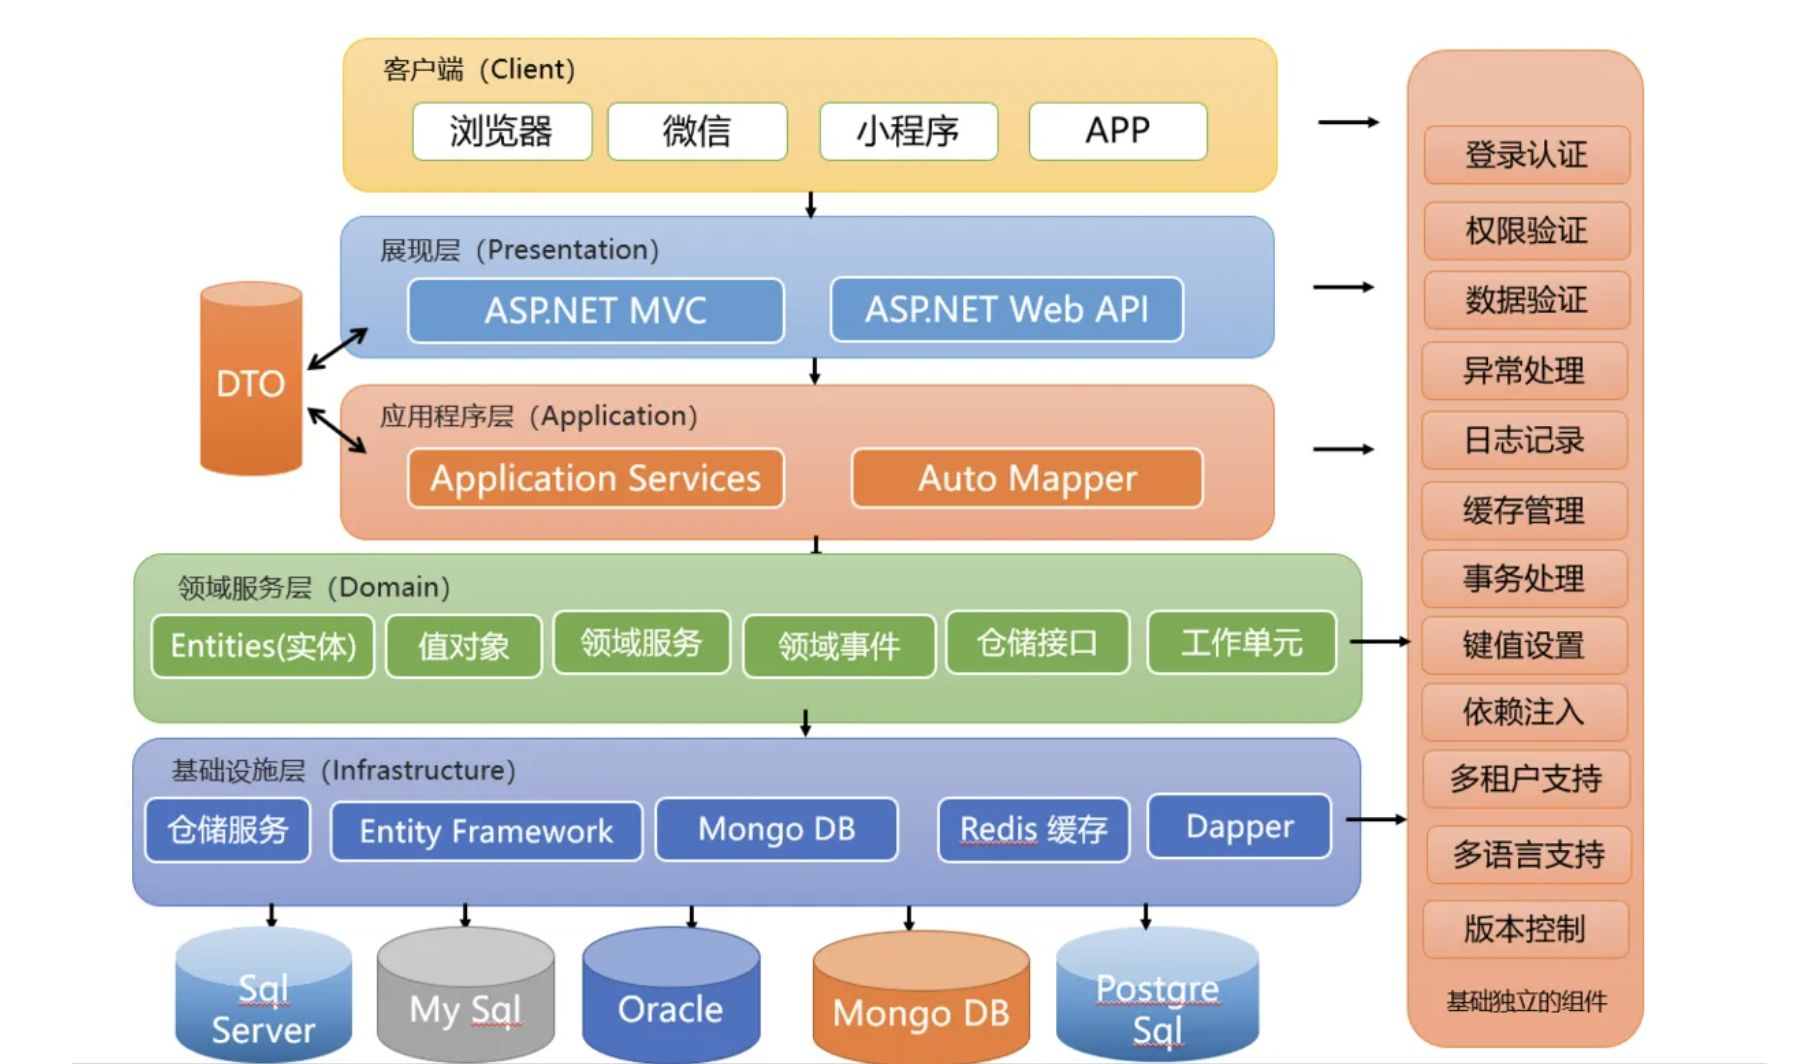 客户端（Client）
浏览器
微信
小程序
APP
展现层（Presentation）
ASP.NET MVC
ASP.NET Web API
DTO
应用程序层（Application）
Application Services
Auto Mapper
领域服务层（Domain）
Entities(实体)
值对象
领域服务
领域事件
仓储接口
工作单元
基础设施层（Infrastructure）
仓储服务
Entity Framework
Mongo DB
Redis 缓存
Dapper
Sql
Server
My Sql
Oracle
Mongo DB
Postgre
Sql
登录认证
权限验证
数据验证
异常处理
日志记录
缓存管理
事务处理
键值设置
依赖注入
多租户支持
多语言支持
版本控制
基础独立的组件